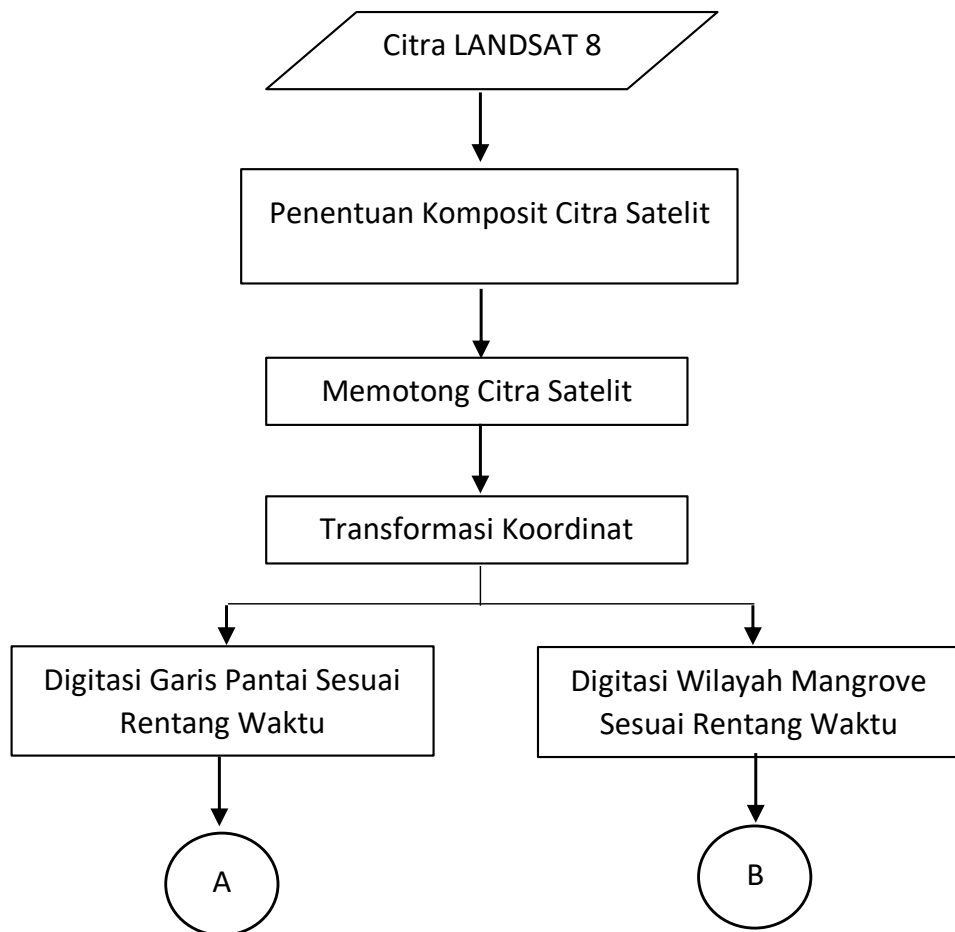 Citra LANDSAT 8
Penentuan Komposit Citra Satelit
Memotong Citra Satelit
Transformasi Koordinat
Digitasi Garis Pantai Sesuai
Rentang Waktu
Digitasi Wilayah Mangrove
Sesuai Rentang Waktu
A
B